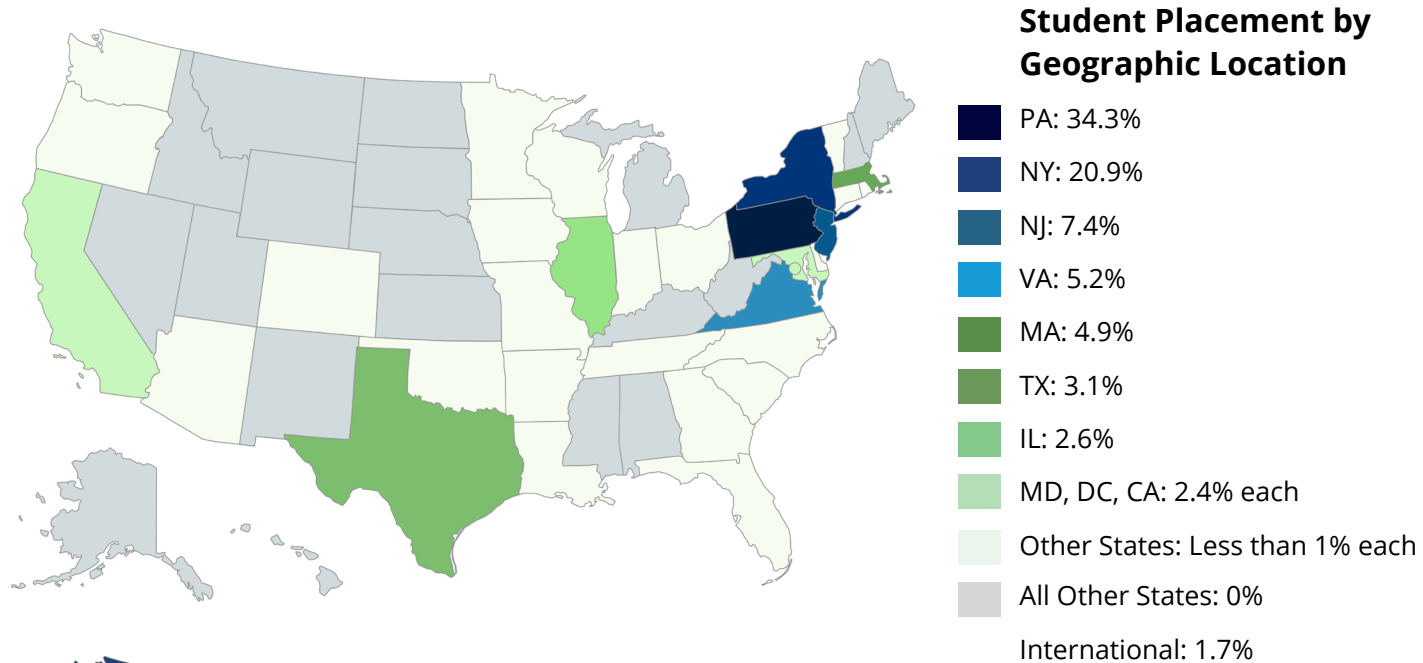 Student Placement by
Geographic Location
PA: 34.3%
NY: 20.9%
NJ: 7.4%
VA: 5.2%
MA: 4.9%
TX: 3.1%
IL: 2.6%
MD, DC, CA: 2.4% each
Other States: Less than 1% each
All Other States: 0%
International: 1.7%